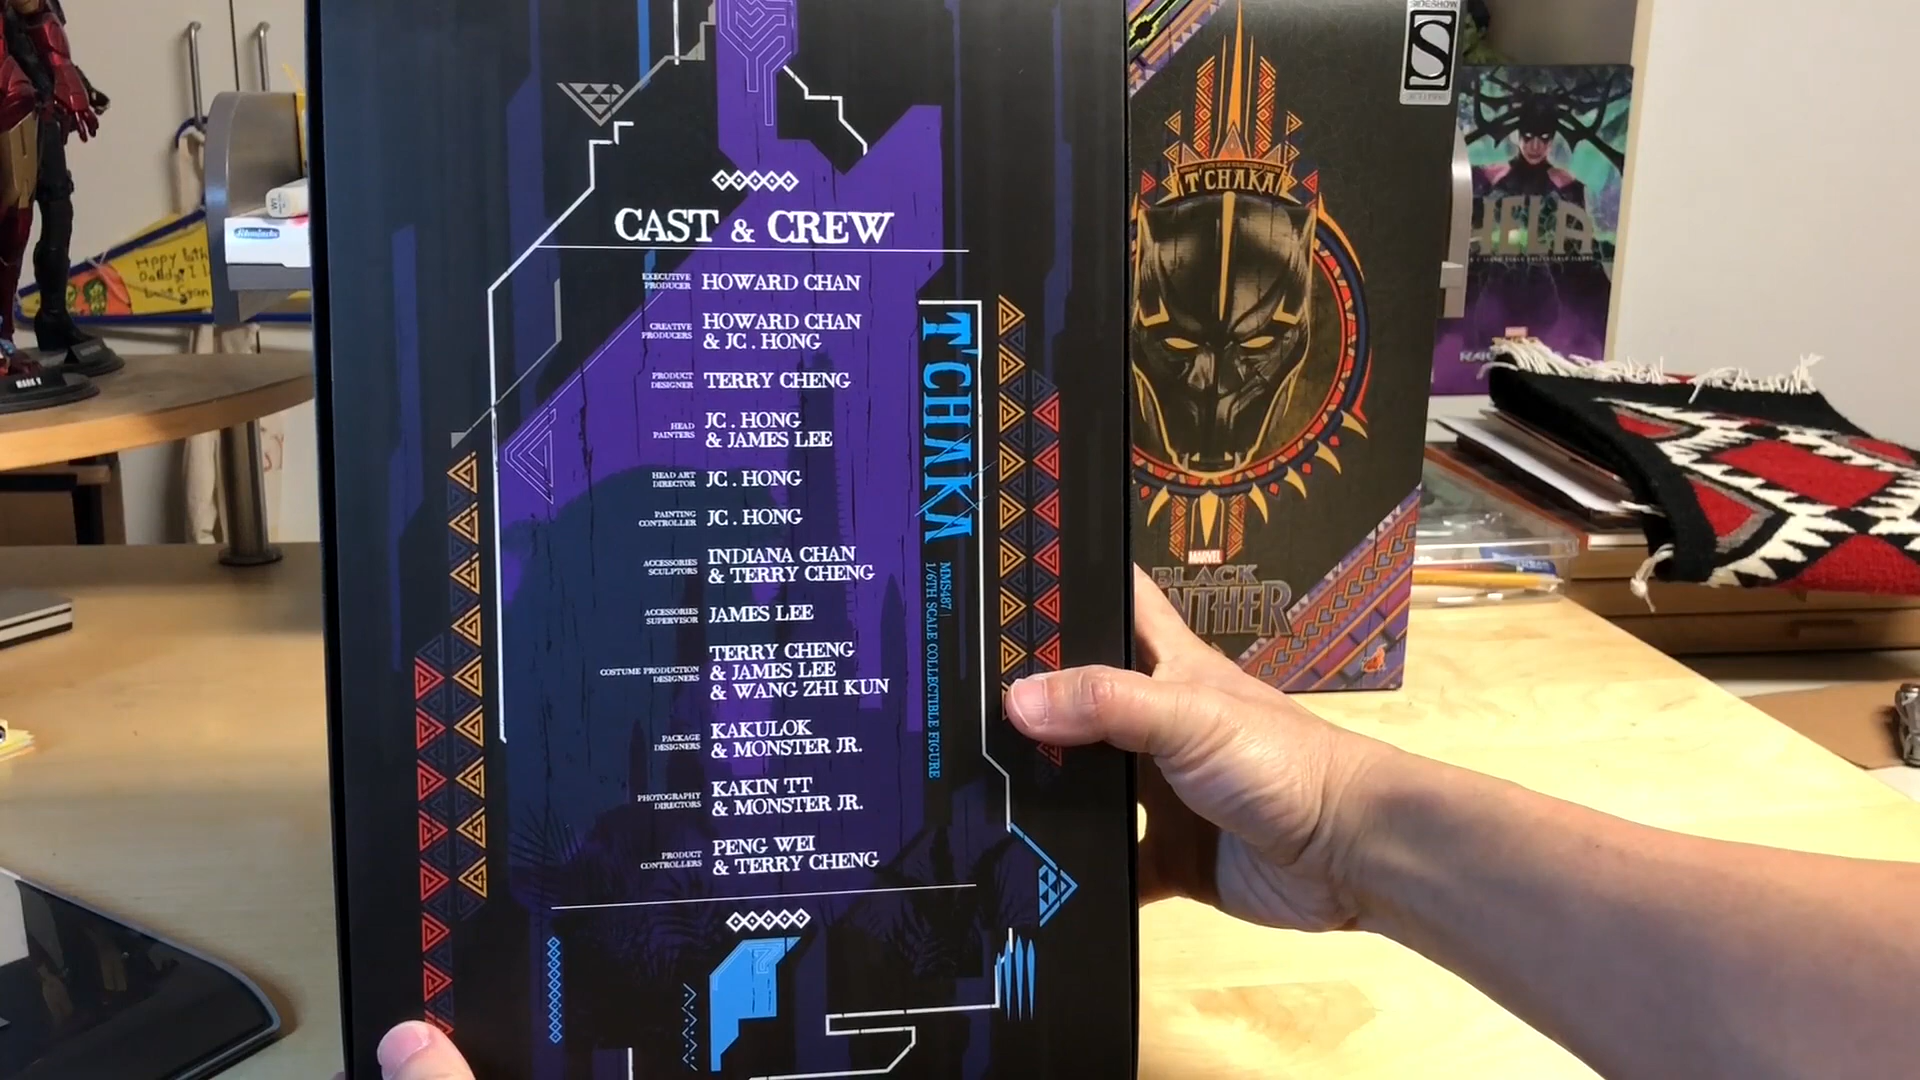 CAST & CREW
EXECUTIVE PRODUCER HOWARD CHAN
CREATIVE PRODUCERS HOWARD CHAN
& JC . HONG
PRODUCT DESIGNER TERRY CHENG
HEAD PAINTERS JC . HONG
& JAMES LEE
HEAD ART DIRECTOR JC . HONG
PAINTING CONTROLLER JC . HONG
ACCESSORIES SCULPTORS INDIANA CHAN
& TERRY CHENG
ACCESSORIES SUPERVISOR JAMES LEE
COSTUME PRODUCTION DESIGNERS TERRY CHENG
& JAMES LEE
& WANG ZHI KUN
PACKAGE DESIGNERS KAKULOK
& MONSTER JR.
PHOTOGRAPHY DIRECTORS KAKIN TT
& MONSTER JR.
PRODUCT CONTROLLERS PENG WEI
& TERRY CHENG
T'CHAKA
MMS487
1/6TH SCALE COLLECTIBLE FIGURE
T'CHAKA
MARVEL
BLACK
NTHER
HELA
MARK V
Happy
Daddy! I